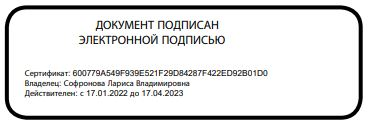 ДОКУМЕНТ ПОДПИСАН
ЭЛЕКТРОННОЙ ПОДПИСЬЮ
Сертификат: 600779A549F939E521F29D84287F422ED92B01D0
Владелец: Софронова Лариса Владимировна
Действителен: с 17.01.2022 до 17.04.2023